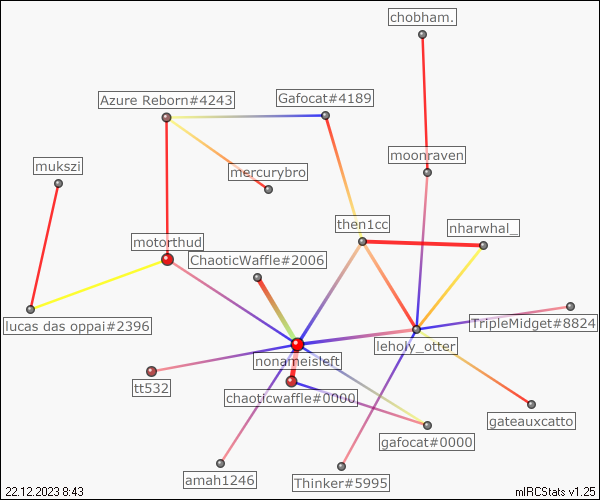 chobham.
Azure Reborn#4243
Gafocat#4189
moonraven
mukszi
mercurybro
then1cc
nharwhal_
motorthud
ChaoticWaffle#2006
lucas das oppai#2396
TripleMidget#8824
leholy_otter
nonameisleft
tt532
chaoticwaffle#0000
gateauxcatto
gafocat#0000
amah1246
Thinker#5995
22.12.2023 8:43
mIRCStats v1.25